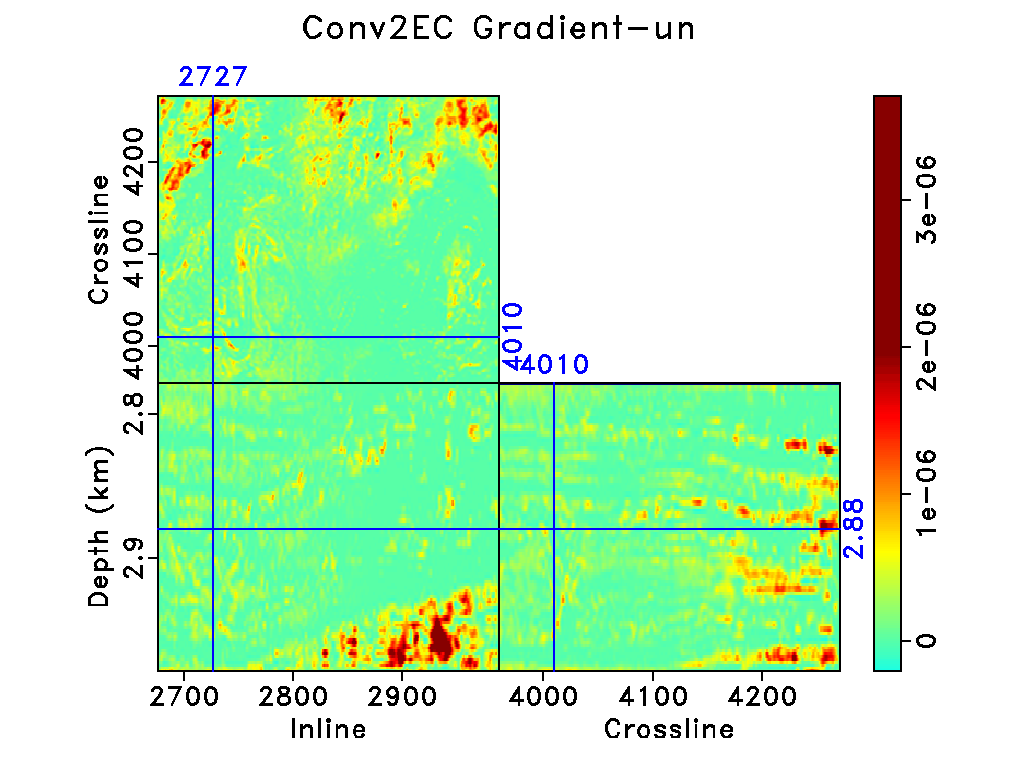 Conv2EC Gradient-un
2727
Crossline
4200
4100
4000
4010
4010
Depth (km)
2.8
2.9
2.88
2700 2800 2900 4000 4100 4200
Inline Crossline
3e-06
2e-06
1e-06
0